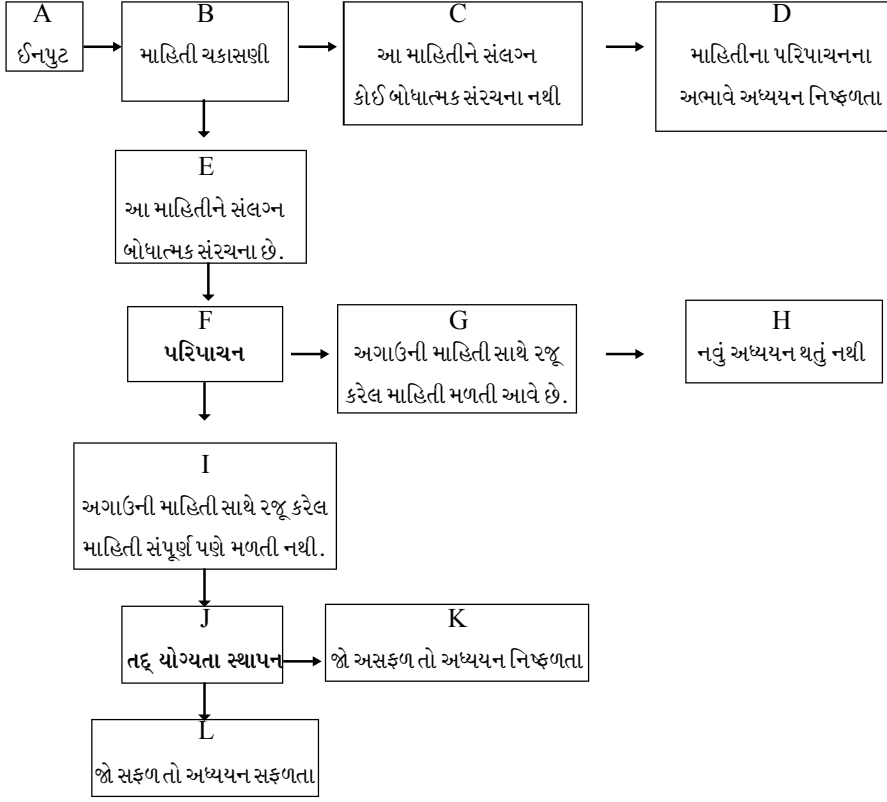 A
ઈનપુટ
B
માહિતી ચકાસણી
C
આ માહિતીને સંલગ્ન
કોઈ બોધાત્મક સંરચના નથી
D
માહિતીના પરિપાચનના
અભાવે અધ્યયન નિષ્ફળતા
E
આ માહિતીને સંલગ્ન
બોધાત્મક સંરચના છે.
F
પરિપાચન
G
અગાઉની માહિતી સાથે રજૂ
કરેલ માહિતી મળતી આવે છે.
H
નવું અધ્યયન થતું નથી
I
અગાઉની માહિતી સાથે રજૂ કરેલ
માહિતી સંપૂર્ણ પણે મળતી નથી.
J
તદ્ યોગ્યતા સ્થાપન
K
જો અસફળ તો અધ્યયન નિષ્ફળતા
L
જો સફળ તો અધ્યયન સફળતા